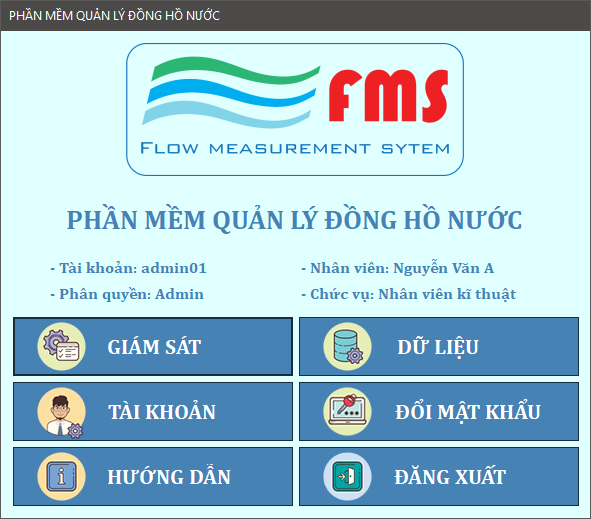 PHẦN MỀM QUẢN LÝ ĐỒNG HỒ NƯỚC
FMS
FLOW MEASUREMENT SYTEM
PHẦN MỀM QUẢN LÝ ĐỒNG HỒ NƯỚC
- Tài khoản: admin01
- Nhân viên: Nguyễn Văn A
- Phân quyền: Admin
- Chức vụ: Nhân viên kĩ thuật
GIÁM SÁT
DỮ LIỆU
TÀI KHOẢN
ĐỔI MẬT KHẨU
HƯỚNG DẪN
ĐĂNG XUẤT